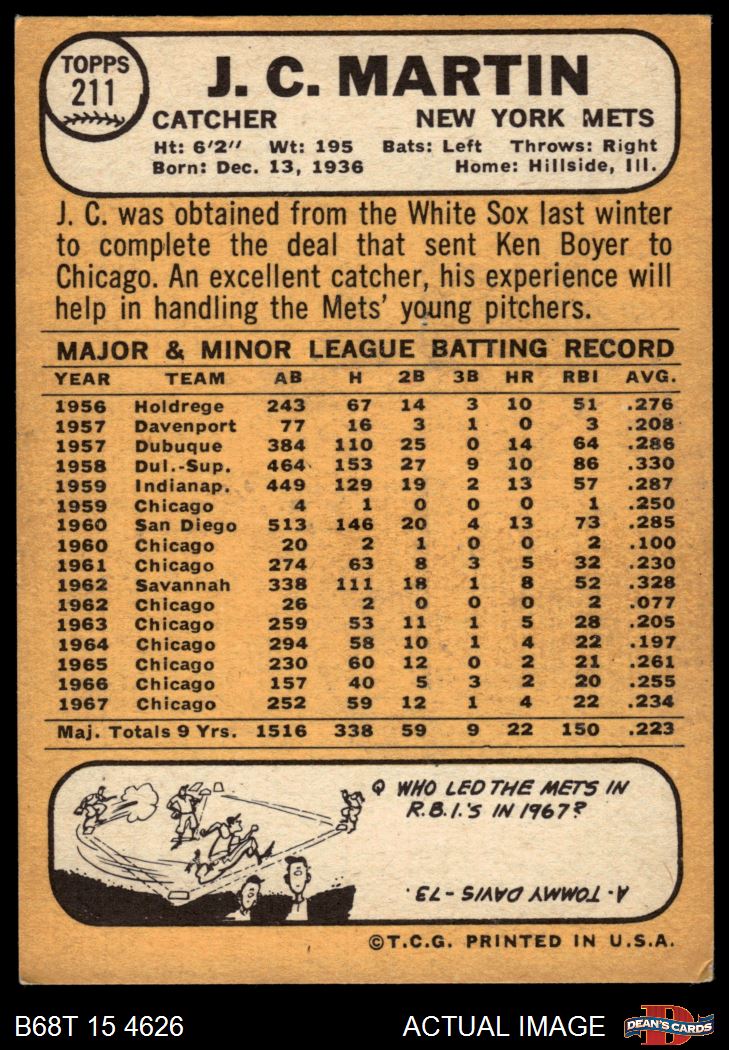 TOPPS
211
J. C. MARTIN
CATCHER NEW YORK METS
Ht: 6'2" Wt: 195 Bats: Left Throws: Right
Born: Dec. 13, 1936 Home: Hillside, Ill.
J. C. was obtained from the White Sox last winter
to complete the deal that sent Ken Boyer to
Chicago. An excellent catcher, his experience will
help in handling the Mets' young pitchers.
MAJOR & MINOR LEAGUE BATTING RECORD
YEAR TEAM AB H 2B 3B HR RBI AVG.
1956 Holdrege 243 67 14 3 10 51 .276
1957 Davenport 77 16 3 1 0 3 .208
1957 Dubuque 384 110 25 0 14 64 .286
1958 Dul.-Sup. 464 153 27 9 10 86 .330
1959 Indianap. 449 129 19 2 13 57 .287
1959 Chicago 4 1 0 0 0 1 .250
1960 San Diego 513 146 20 4 13 73 .285
1960 Chicago 20 2 1 0 0 2 .100
1961 Chicago 274 63 8 3 5 32 .230
1962 Savannah 338 111 18 1 8 52 .328
1962 Chicago 26 2 0 0 0 2 .077
1963 Chicago 259 53 11 1 5 28 .205
1964 Chicago 294 58 10 1 4 22 .197
1965 Chicago 230 60 12 0 2 21 .261
1966 Chicago 157 40 5 3 2 20 .255
1967 Chicago 252 59 12 1 4 22 .234
Maj. Totals 9 Yrs. 1516 338 59 9 22 150 .223
Q WHO LED THE METS IN
R.B.I.'S IN 1967?
A-TOMMY DAVIS -73.
©T.C.G. PRINTED IN U.S.A.
B68T 15 4626 ACTUAL IMAGE
D
DEAN'S CARDS